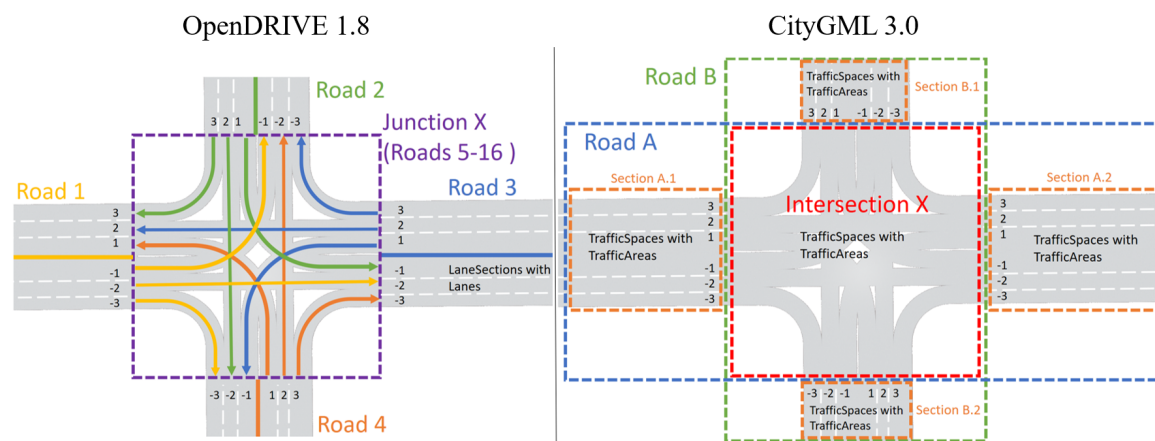 OpenDRIVE 1.8
Road 2
3 2 1 -1 -2 -3
Junction X
(Roads 5-16 )
Road 1
Road 3
3
2
1
-1
-2
-3
3
2
1
-1
-2
-3
LaneSections with
Lanes
-3 -2 -1 1 2 3
Road 4
CityGML 3.0
Road B
TrafficSpaces with
TrafficAreas
3 2 1 -1 -2 -3
Section B.1
Road A
Section A.1
TrafficSpaces with
TrafficAreas
3
2
1
-1
-2
-3
Intersection X
TrafficSpaces with
TrafficAreas
Section A.2
3
2
1
-1
-2
-3
TrafficSpaces with
TrafficAreas
-3 -2 -1 1 2 3
TrafficSpaces with
TrafficAreas
Section B.2